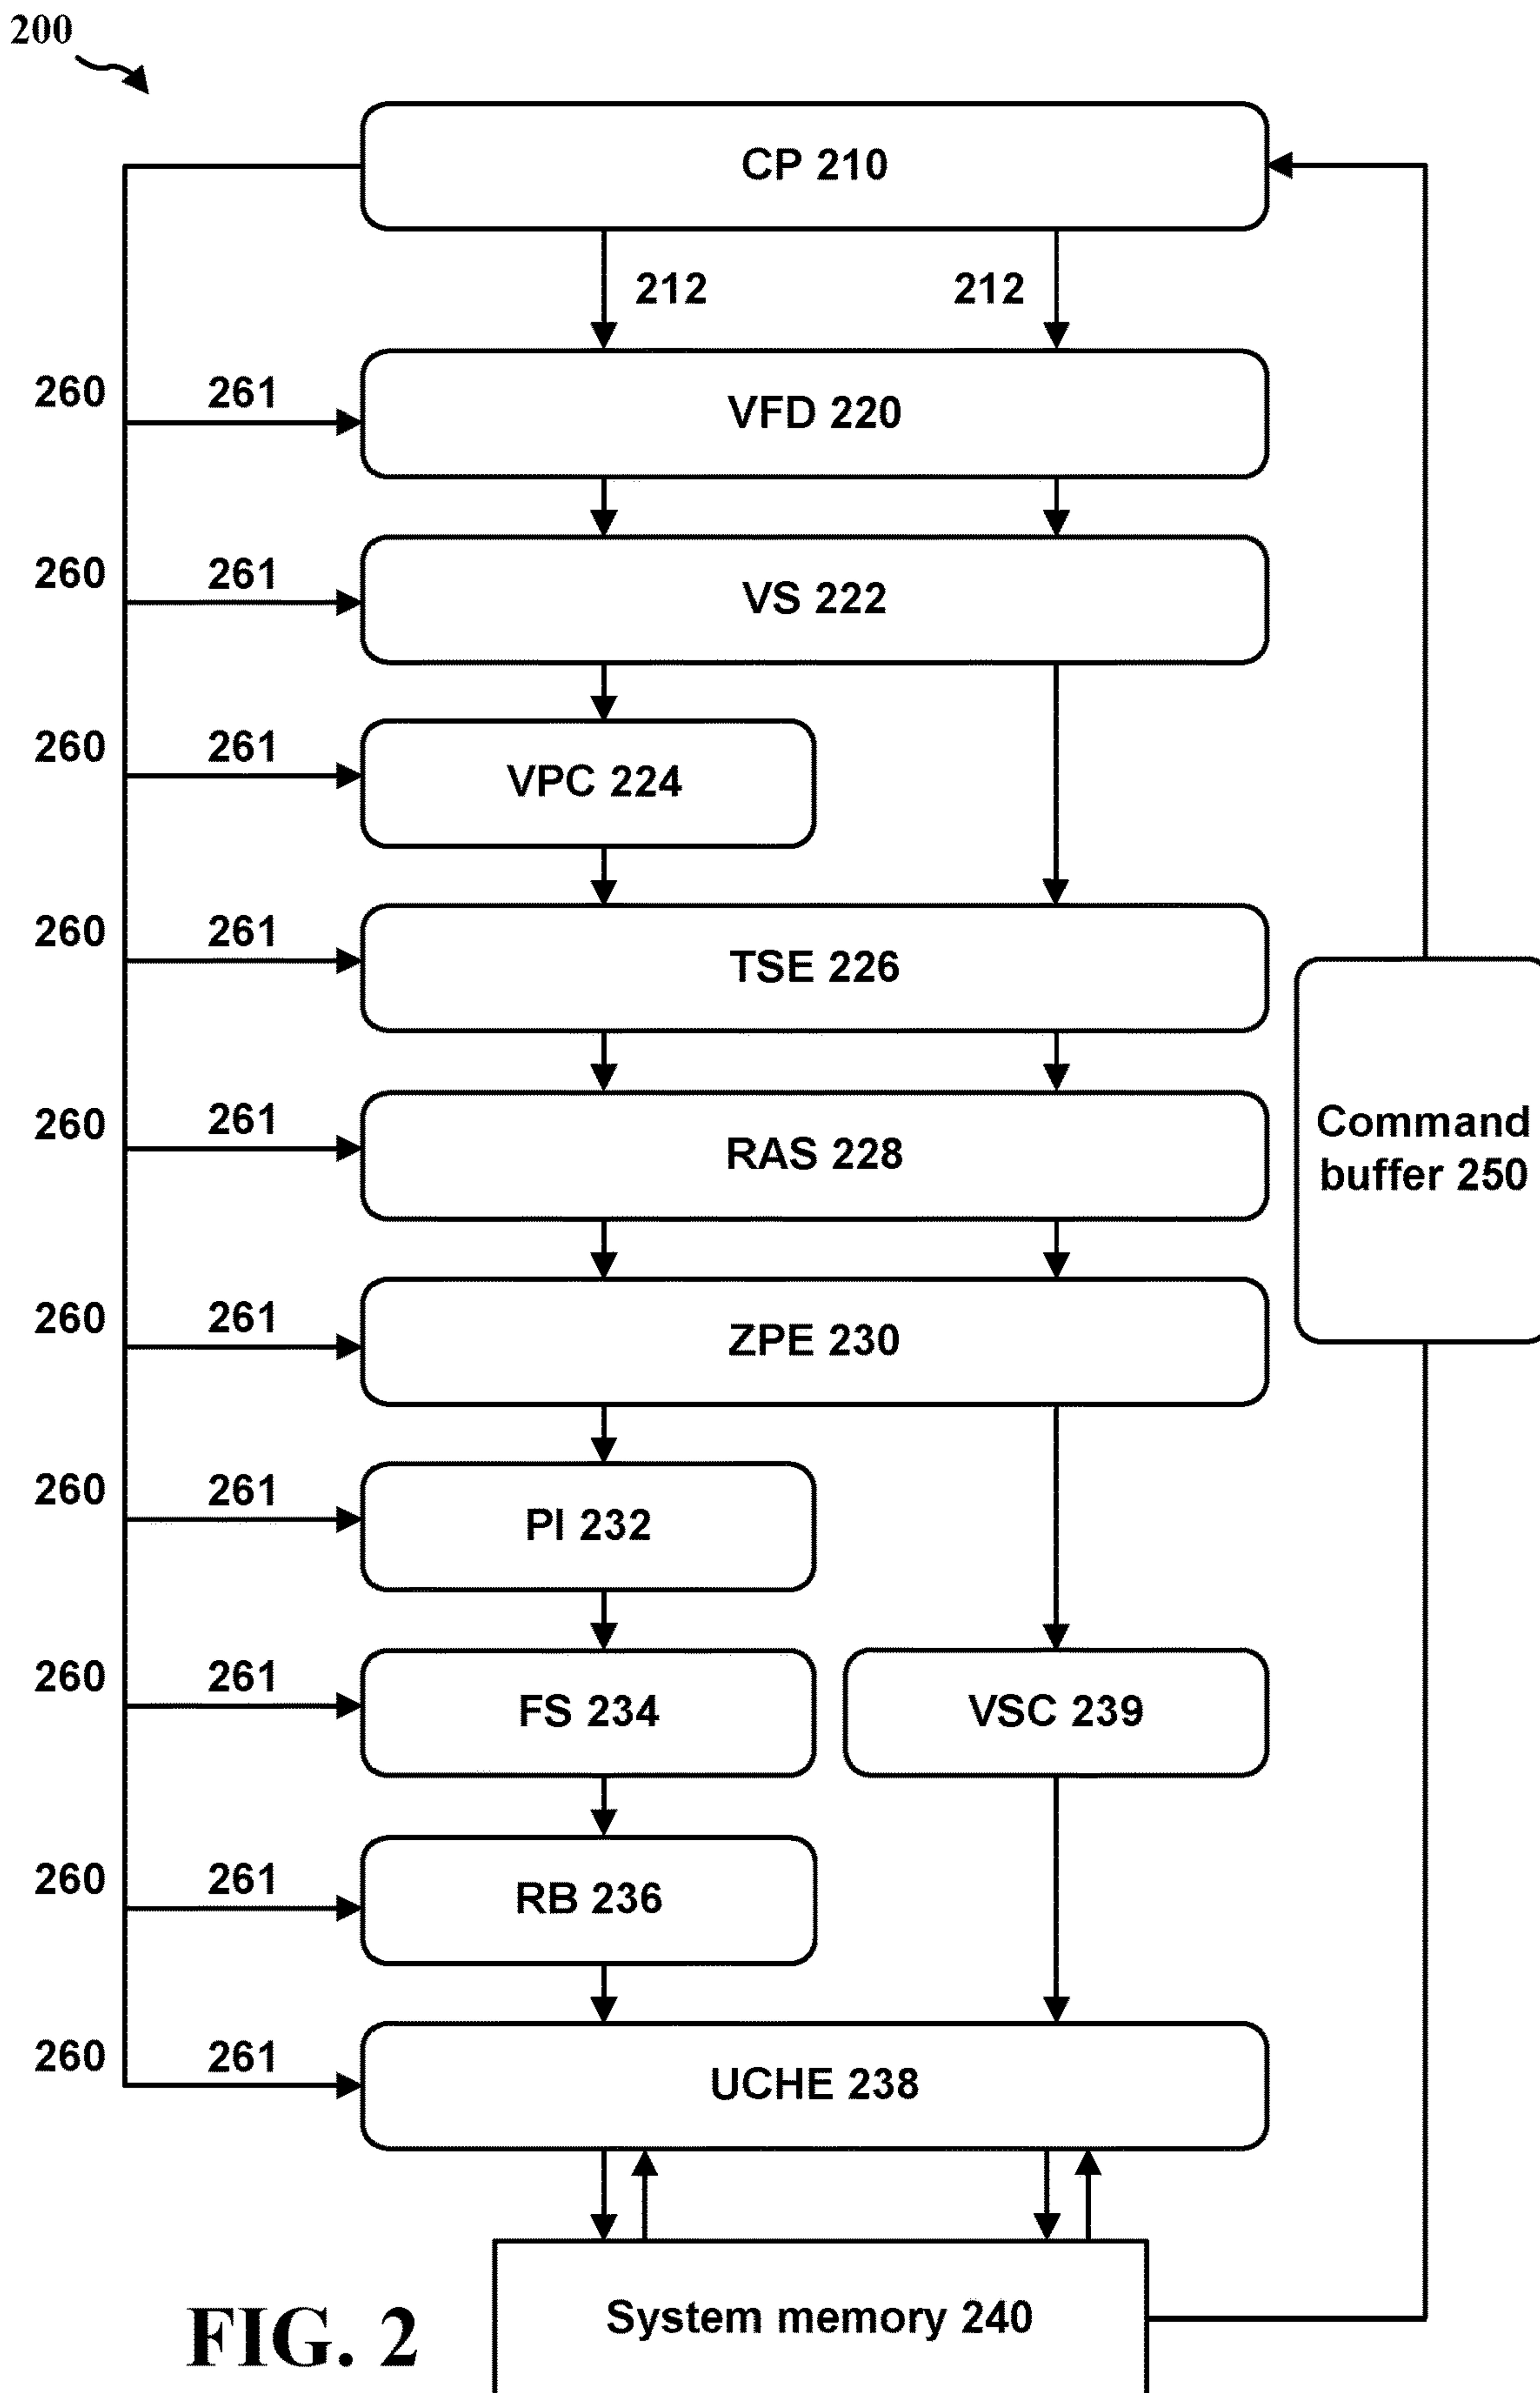 200
CP 210
212 212
260 261 VFD 220
260 261 VS 222
260 261 VPC 224
260 261 TSE 226
260 261 RAS 228
Command
buffer 250
260 261 ZPE 230
260 261 PI 232
260 261 FS 234 VSC 239
260 261 RB 236
260 261 UCHE 238
System memory 240
FIG. 2